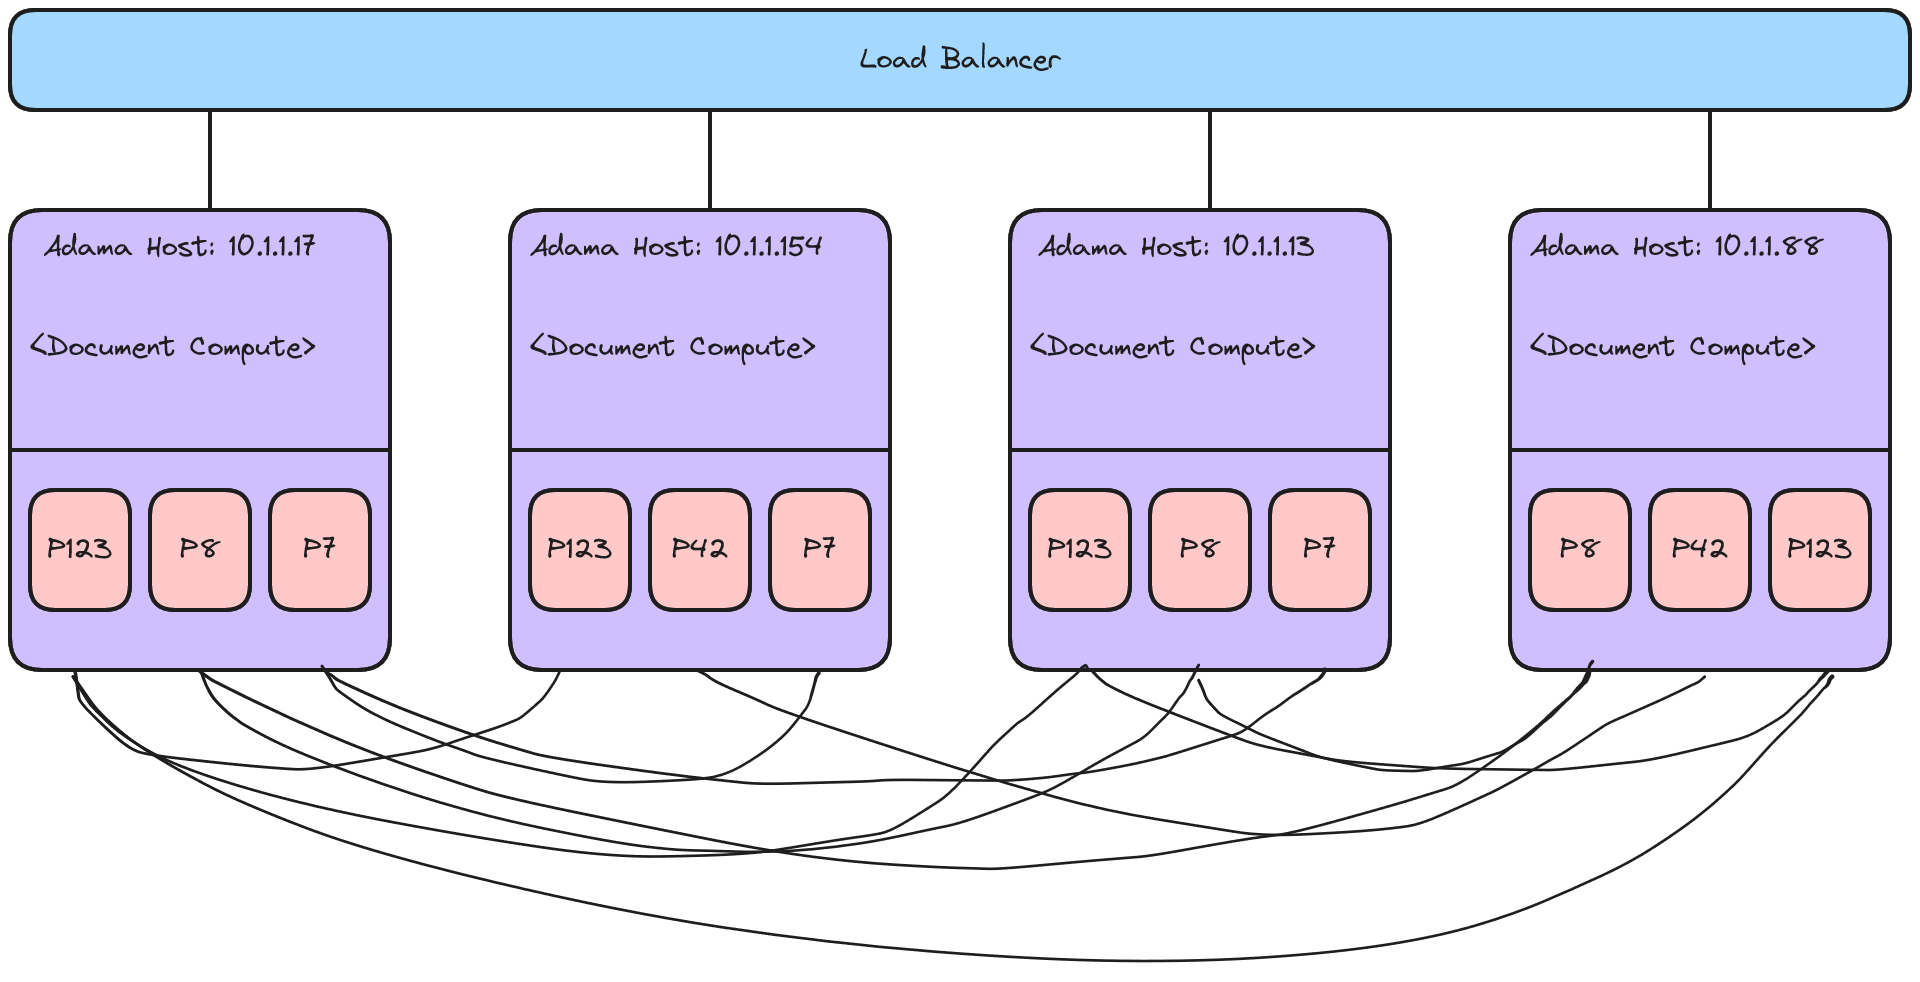 Load Balancer
Adama Host: 10.1.1.17
<Document Compute>
P123
P8
P7
Adama Host: 10.1.1.154
<Document Compute>
P123
P42
P7
Adama Host: 10.1.1.13
<Document Compute>
P123
P8
P7
Adama Host: 10.1.1.88
<Document Compute>
P8
P42
P123